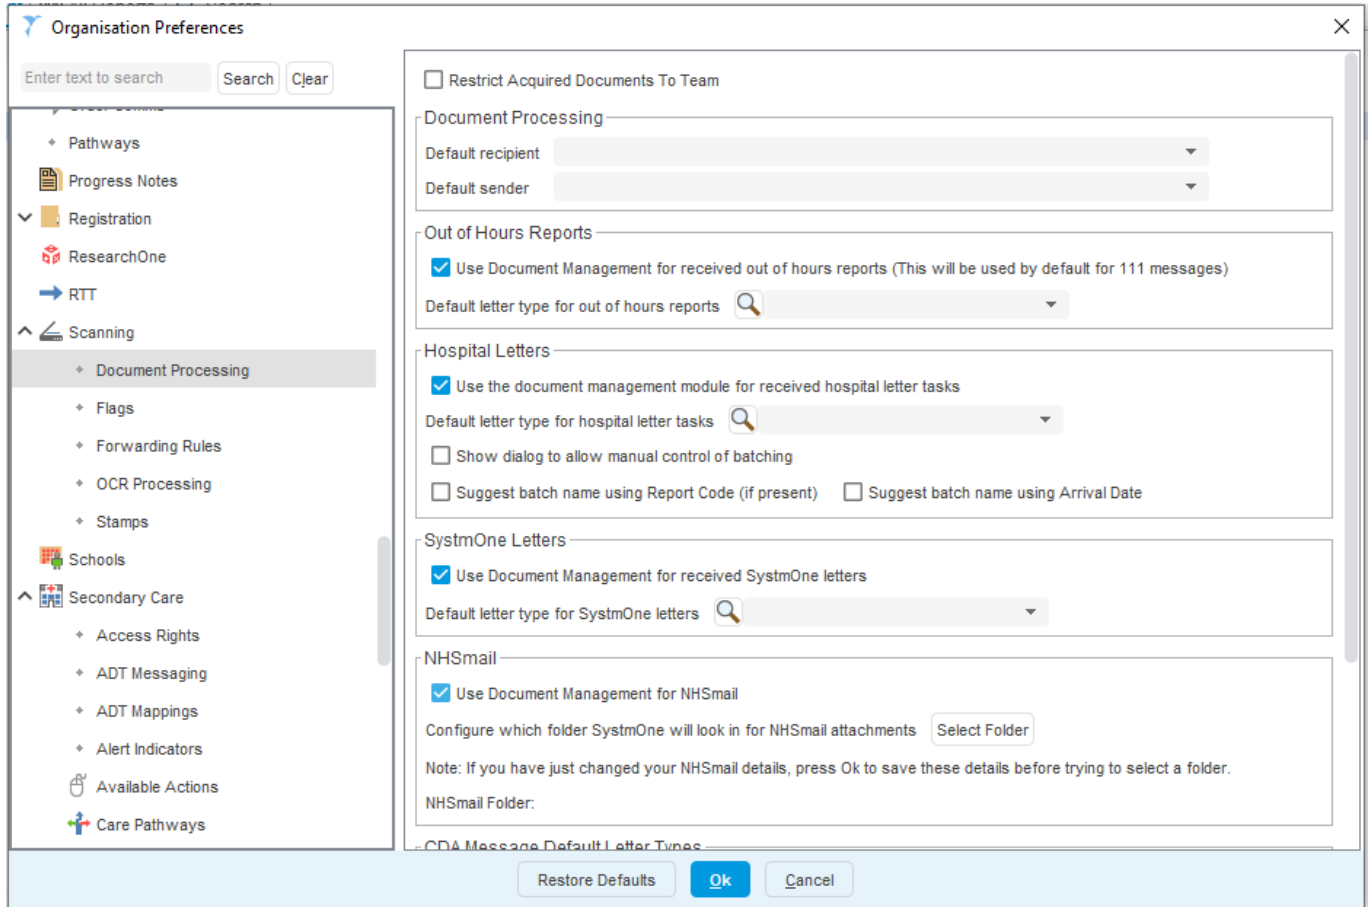 Organisation Preferences
Enter text to search
Search
Clear
Pathways
Progress Notes
Registration
ResearchOne
RTT
Scanning
Document Processing
Flags
Forwarding Rules
OCR Processing
Stamps
Schools
Secondary Care
Access Rights
ADT Messaging
ADT Mappings
Alert Indicators
Available Actions
Care Pathways
Restrict Acquired Documents To Team
Document Processing
Default recipient
Default sender
Out of Hours Reports
Use Document Management for received out of hours reports (This will be used by default for 111 messages)
Default letter type for out of hours reports
Hospital Letters
Use the document management module for received hospital letter tasks
Default letter type for hospital letter tasks
Show dialog to allow manual control of batching
Suggest batch name using Report Code (if present)
Suggest batch name using Arrival Date
SystmOne Letters
Use Document Management for received SystmOne letters
Default letter type for SystmOne letters
NHSmail
Use Document Management for NHSmail
Configure which folder SystmOne will look in for NHSmail attachments
Select Folder
Note: If you have just changed your NHSmail details, press Ok to save these details before trying to select a folder.
NHSmail Folder:
CDA Message Default Letter Types
Restore Defaults
Ok
Cancel